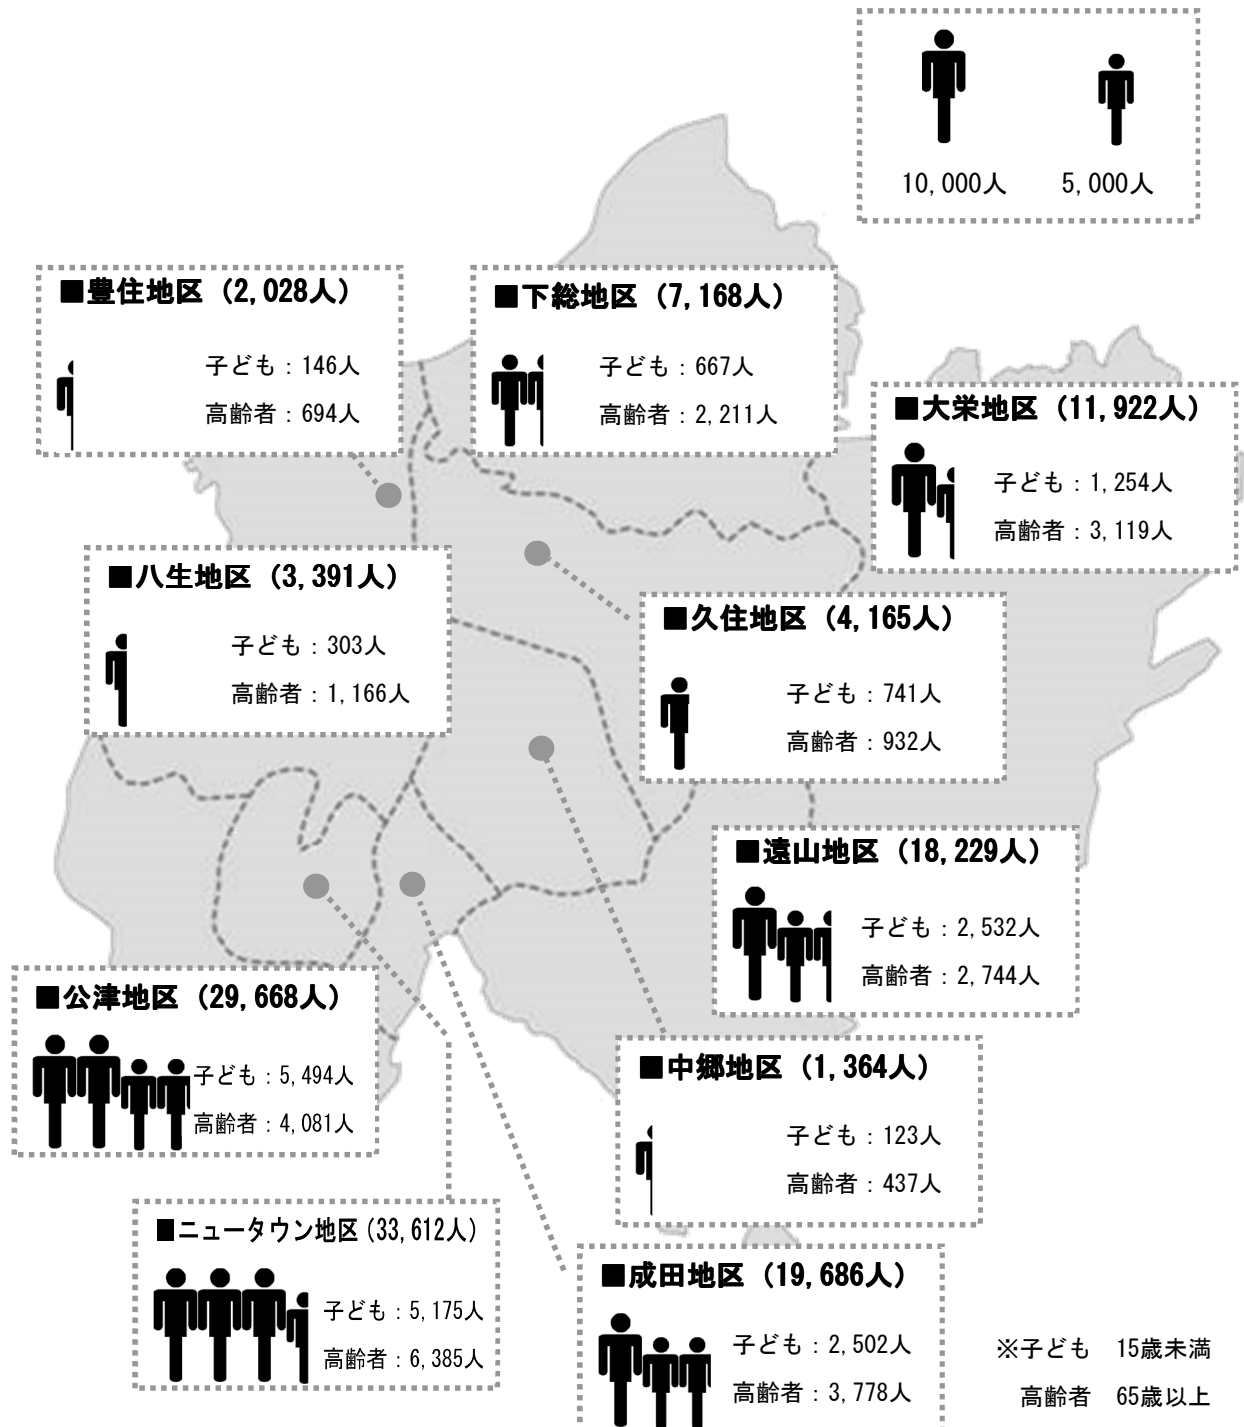 10,000人 5,000人
■豊住地区（2,028人）
子ども：146人
高齢者：694人
■下総地区（7,168人）
子ども：667人
高齢者：2,211人
■大栄地区（11,922人）
子ども：1,254人
高齢者：3,119人
■八生地区（3,391人）
子ども：303人
高齢者：1,166人
■久住地区（4,165人）
子ども：741人
高齢者：932人
■遠山地区（18,229人）
子ども：2,532人
高齢者：2,744人
■公津地区（29,668人）
子ども：5,494人
高齢者：4,081人
■中郷地区（1,364人）
子ども：123人
高齢者：437人
■ニュータウン地区(33,612人)
子ども：5,175人
高齢者：6,385人
■成田地区（19,686人）
子ども：2,502人
高齢者：3,778人
※子ども　15歳未満
高齢者　65歳以上